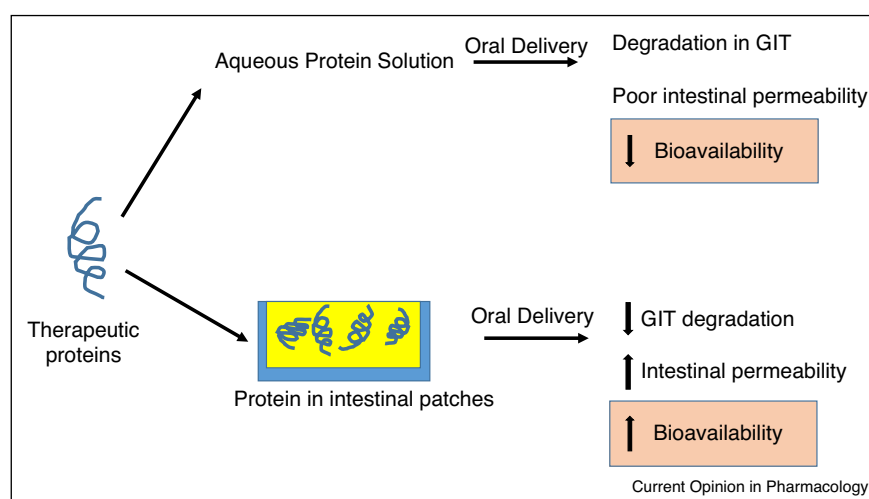 Aqueous Protein Solution
Oral Delivery
Degradation in GIT
Poor intestinal permeability
Bioavailability
Therapeutic
proteins
Protein in intestinal patches
Oral Delivery
GIT degradation
Intestinal permeability
Bioavailability
Current Opinion in Pharmacology